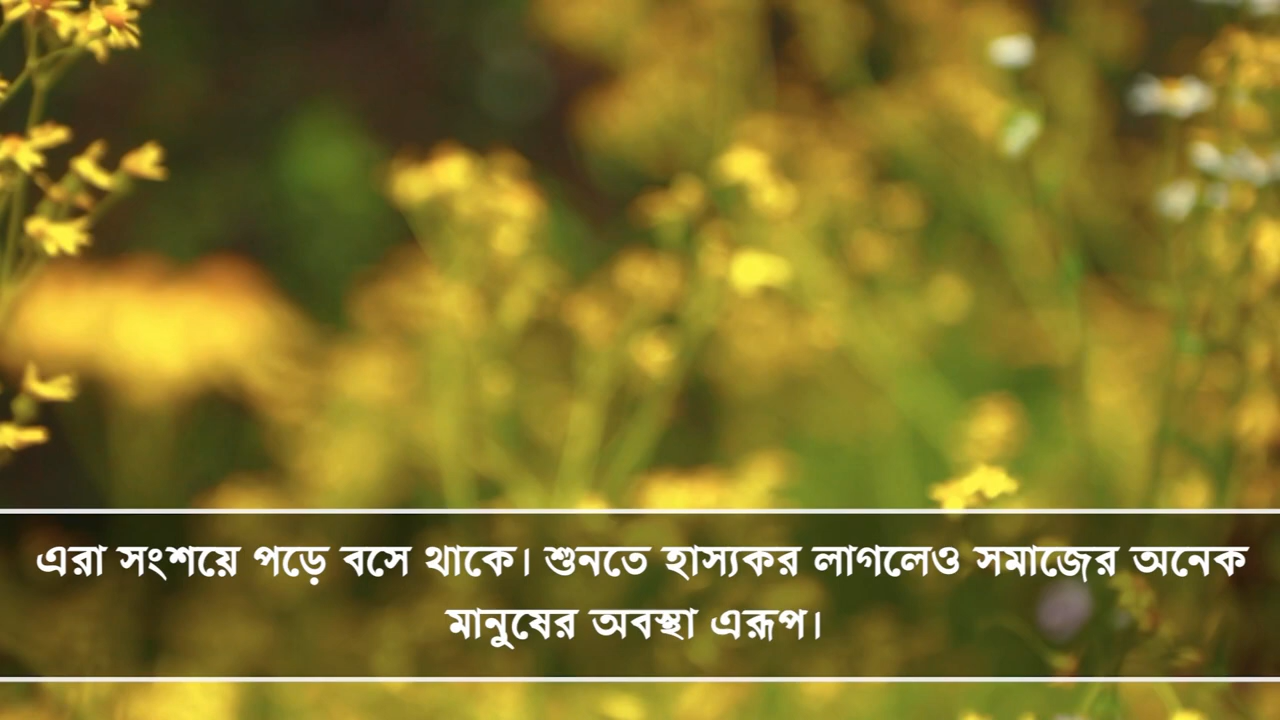 এরা সংশয়ে পড়ে বসে থাকে। শুনতে হাস্যকর লাগলেও সমাজের অনেক
মানুষের অবস্থা এরূপ।